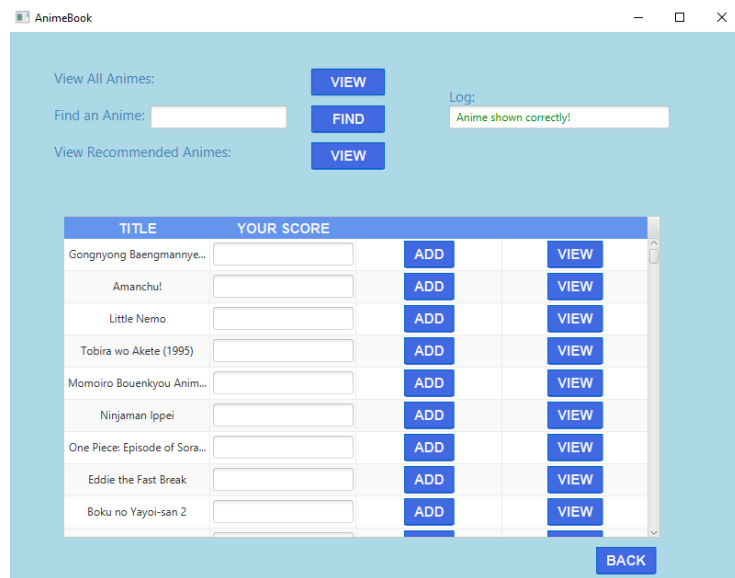 AnimeBook
View All Animes: VIEW
Log:
Find an Anime: FIND Anime shown correctly!
View Recommended Animes: VIEW
TITLE YOUR SCORE
Gongnyong Baengmannye... ADD VIEW
Amanchu! ADD VIEW
Little Nemo ADD VIEW
Tobira wo Akete (1995) ADD VIEW
Momoiro Bouenkyou Anim... ADD VIEW
Ninjaman Ippei ADD VIEW
One Piece: Episode of Sora... ADD VIEW
Eddie the Fast Break ADD VIEW
Boku no Yayoi-san 2 ADD VIEW
BACK